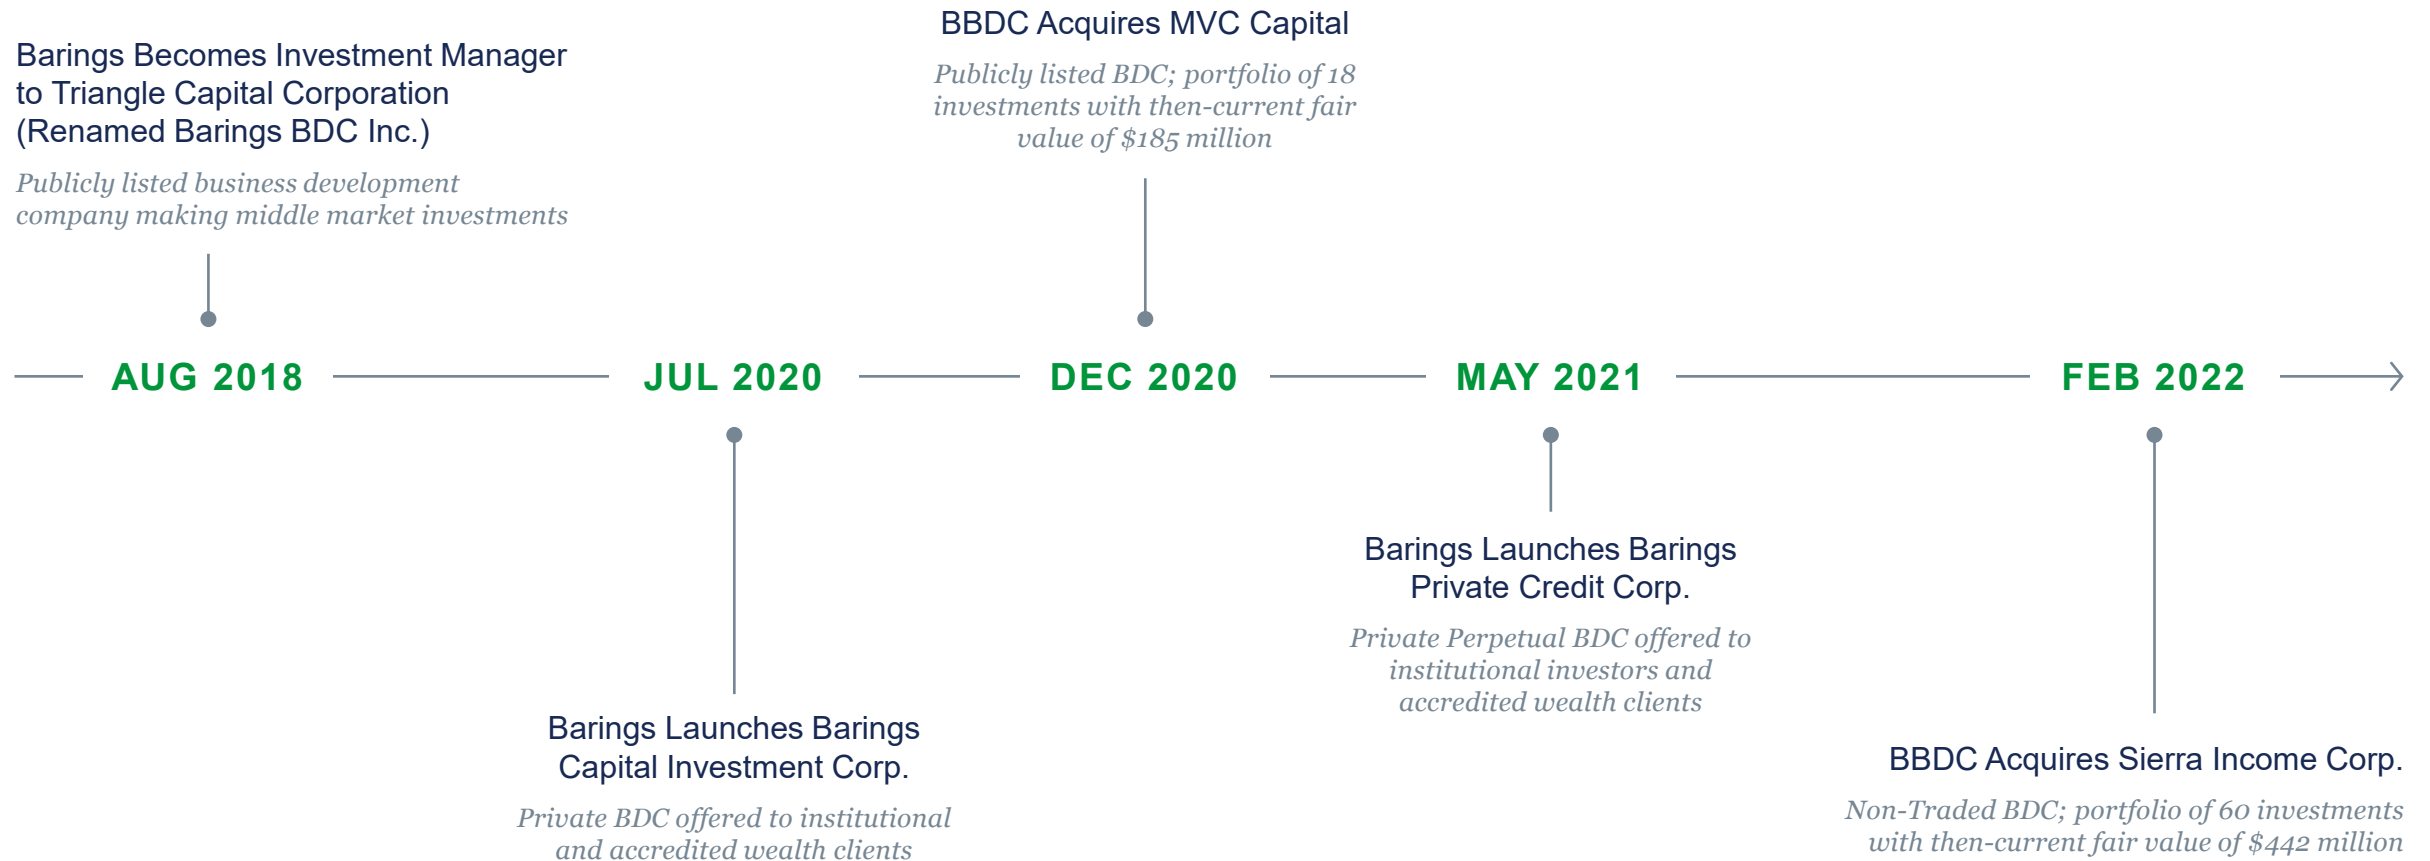 Barings Becomes Investment Manager
to Triangle Capital Corporation
(Renamed Barings BDC Inc.)
Publicly listed business development
company making middle market investments
BBDC Acquires MVC Capital
Publicly listed BDC; portfolio of 18
investments with then-current fair
value of $185 million
AUG 2018
JUL 2020
DEC 2020
MAY 2021
FEB 2022
Barings Launches Barings
Capital Investment Corp.
Private BDC offered to institutional
and accredited wealth clients
Barings Launches Barings
Private Credit Corp.
Private Perpetual BDC offered to
institutional investors and
accredited wealth clients
BBDC Acquires Sierra Income Corp.
Non-Traded BDC; portfolio of 60 investments
with then-current fair value of $442 million